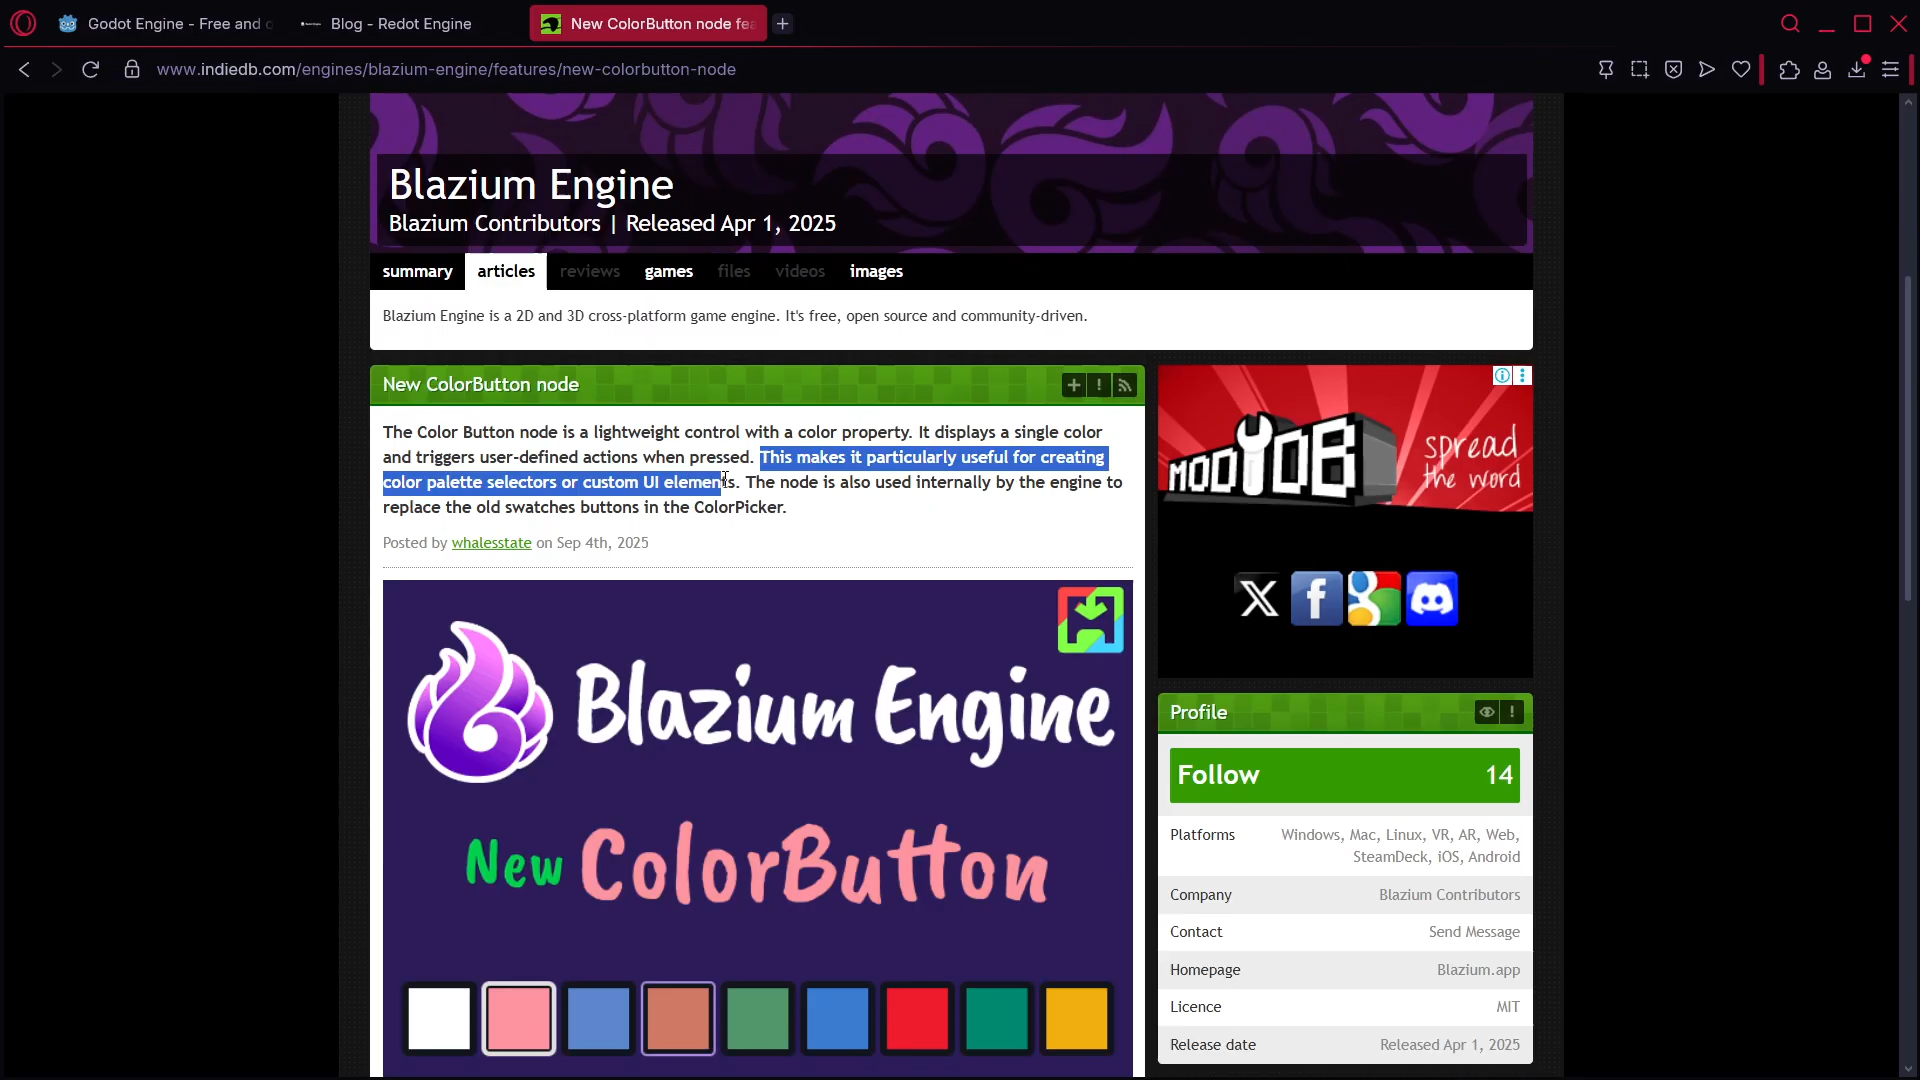 Godot Engine - Free and o
Blog - Redot Engine
New ColorButton node fea
www.indiedb.com/engines/blazium-engine/features/new-colorbutton-node
Blazium Engine
Blazium Contributors | Released Apr 1, 2025
summary articles reviews games files videos images
Blazium Engine is a 2D and 3D cross-platform game engine. It's free, open source and community-driven.
New ColorButton node
The Color Button node is a lightweight control with a color property. It displays a single color
and triggers user-defined actions when pressed. This makes it particularly useful for creating
color palette selectors or custom UI elements. The node is also used internally by the engine to
replace the old swatches buttons in the ColorPicker.
Posted by whalesstate on Sep 4th, 2025
Blazium Engine
New ColorButton
MODDB
spread
the word
Profile
Follow 14
Platforms Windows, Mac, Linux, VR, AR, Web,
SteamDeck, iOS, Android
Company Blazium Contributors
Contact Send Message
Homepage Blazium.app
Licence MIT
Release date Released Apr 1, 2025